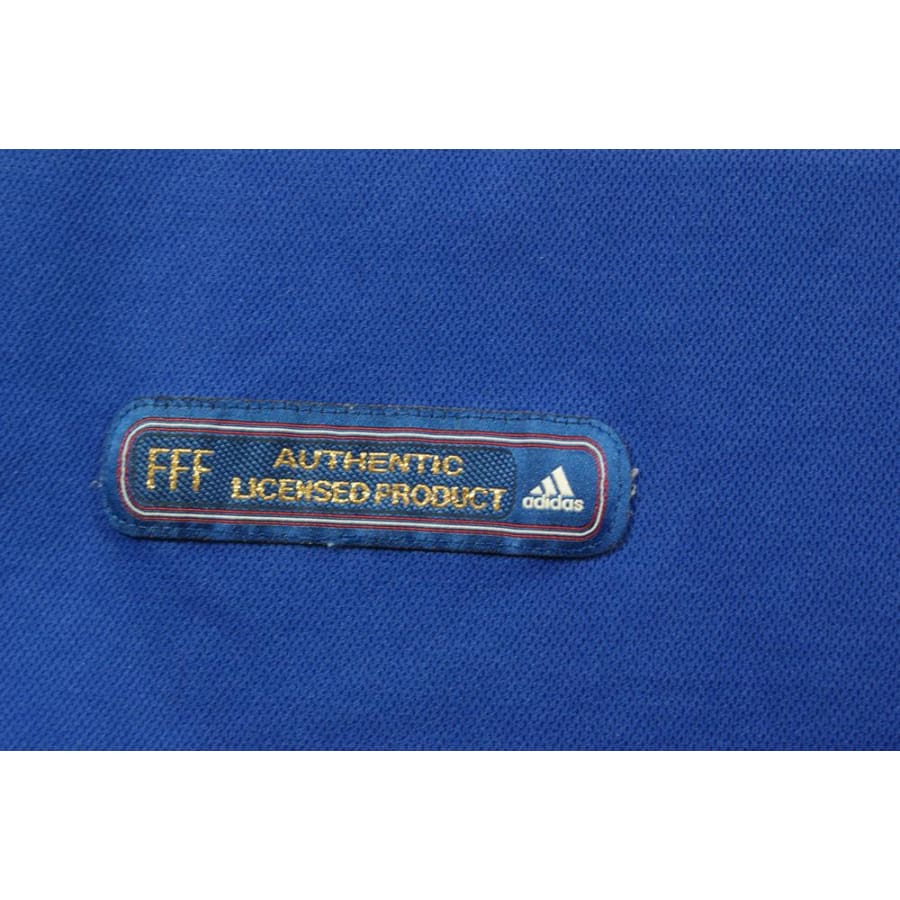 FFF
AUTHENTIC
LICENSED PRODUCT
adidas